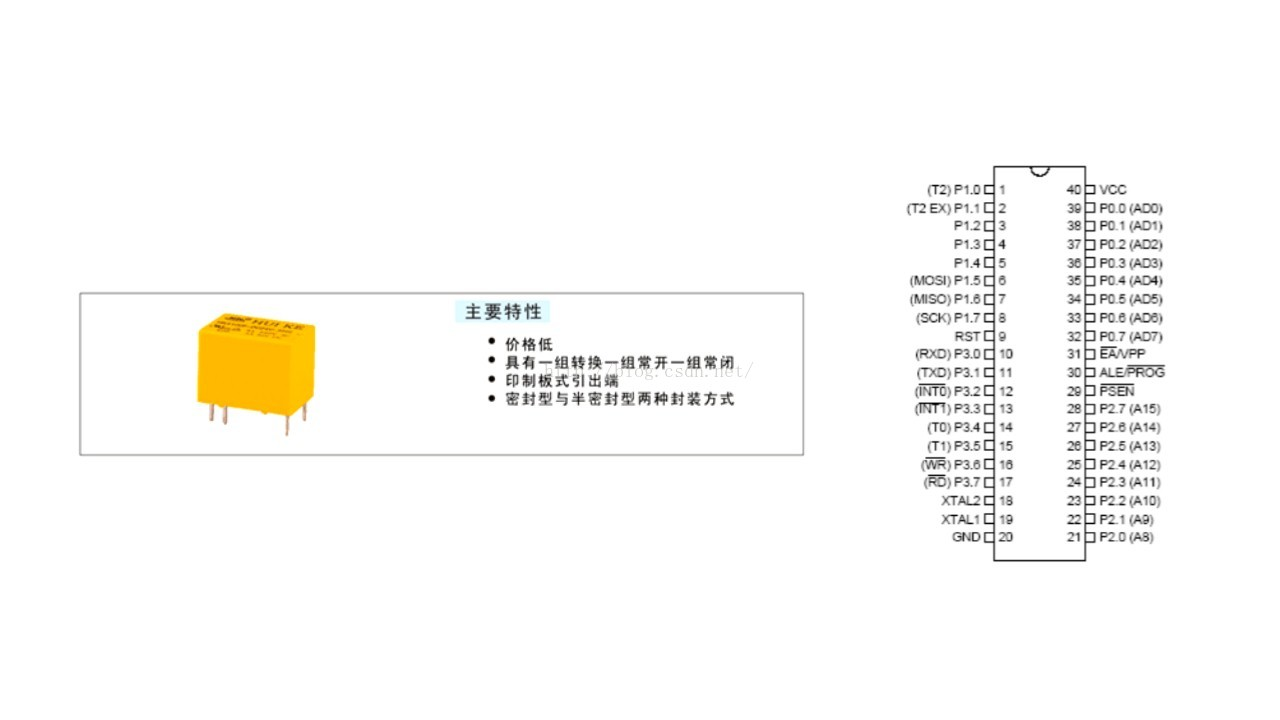 HUI KE
主要特性
价格低
具有一组转换一组常开一组常闭
http://blog.csdn.net/
印制板式引出端
密封型与半密封型两种封装方式
(T2) P1.0 1 40 VCC
(T2 EX) P1.1 2 39 P0.0 (AD0)
P1.2 3 38 P0.1 (AD1)
P1.3 4 37 P0.2 (AD2)
P1.4 5 36 P0.3 (AD3)
(MOSI) P1.5 6 35 P0.4 (AD4)
(MISO) P1.6 7 34 P0.5 (AD5)
(SCK) P1.7 8 33 P0.6 (AD6)
RST 9 32 P0.7 (AD7)
(RXD) P3.0 10 31 EA/VPP
(TXD) P3.1 11 30 ALE/PROG
(INT0) P3.2 12 29 PSEN
(INT1) P3.3 13 28 P2.7 (A15)
(T0) P3.4 14 27 P2.6 (A14)
(T1) P3.5 15 26 P2.5 (A13)
(WR) P3.6 16 25 P2.4 (A12)
(RD) P3.7 17 24 P2.3 (A11)
XTAL2 18 23 P2.2 (A10)
XTAL1 19 22 P2.1 (A9)
GND 20 21 P2.0 (A8)